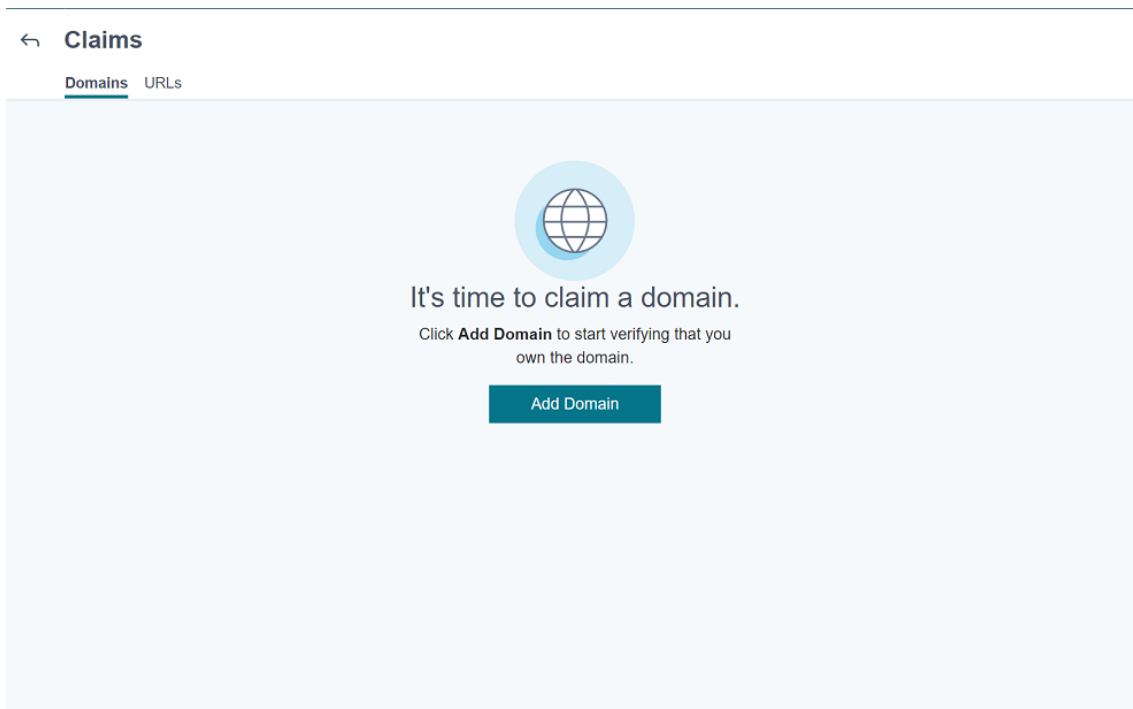 Claims
Domains URLs
It's time to claim a domain.
Click Add Domain to start verifying that you
own the domain.
Add Domain